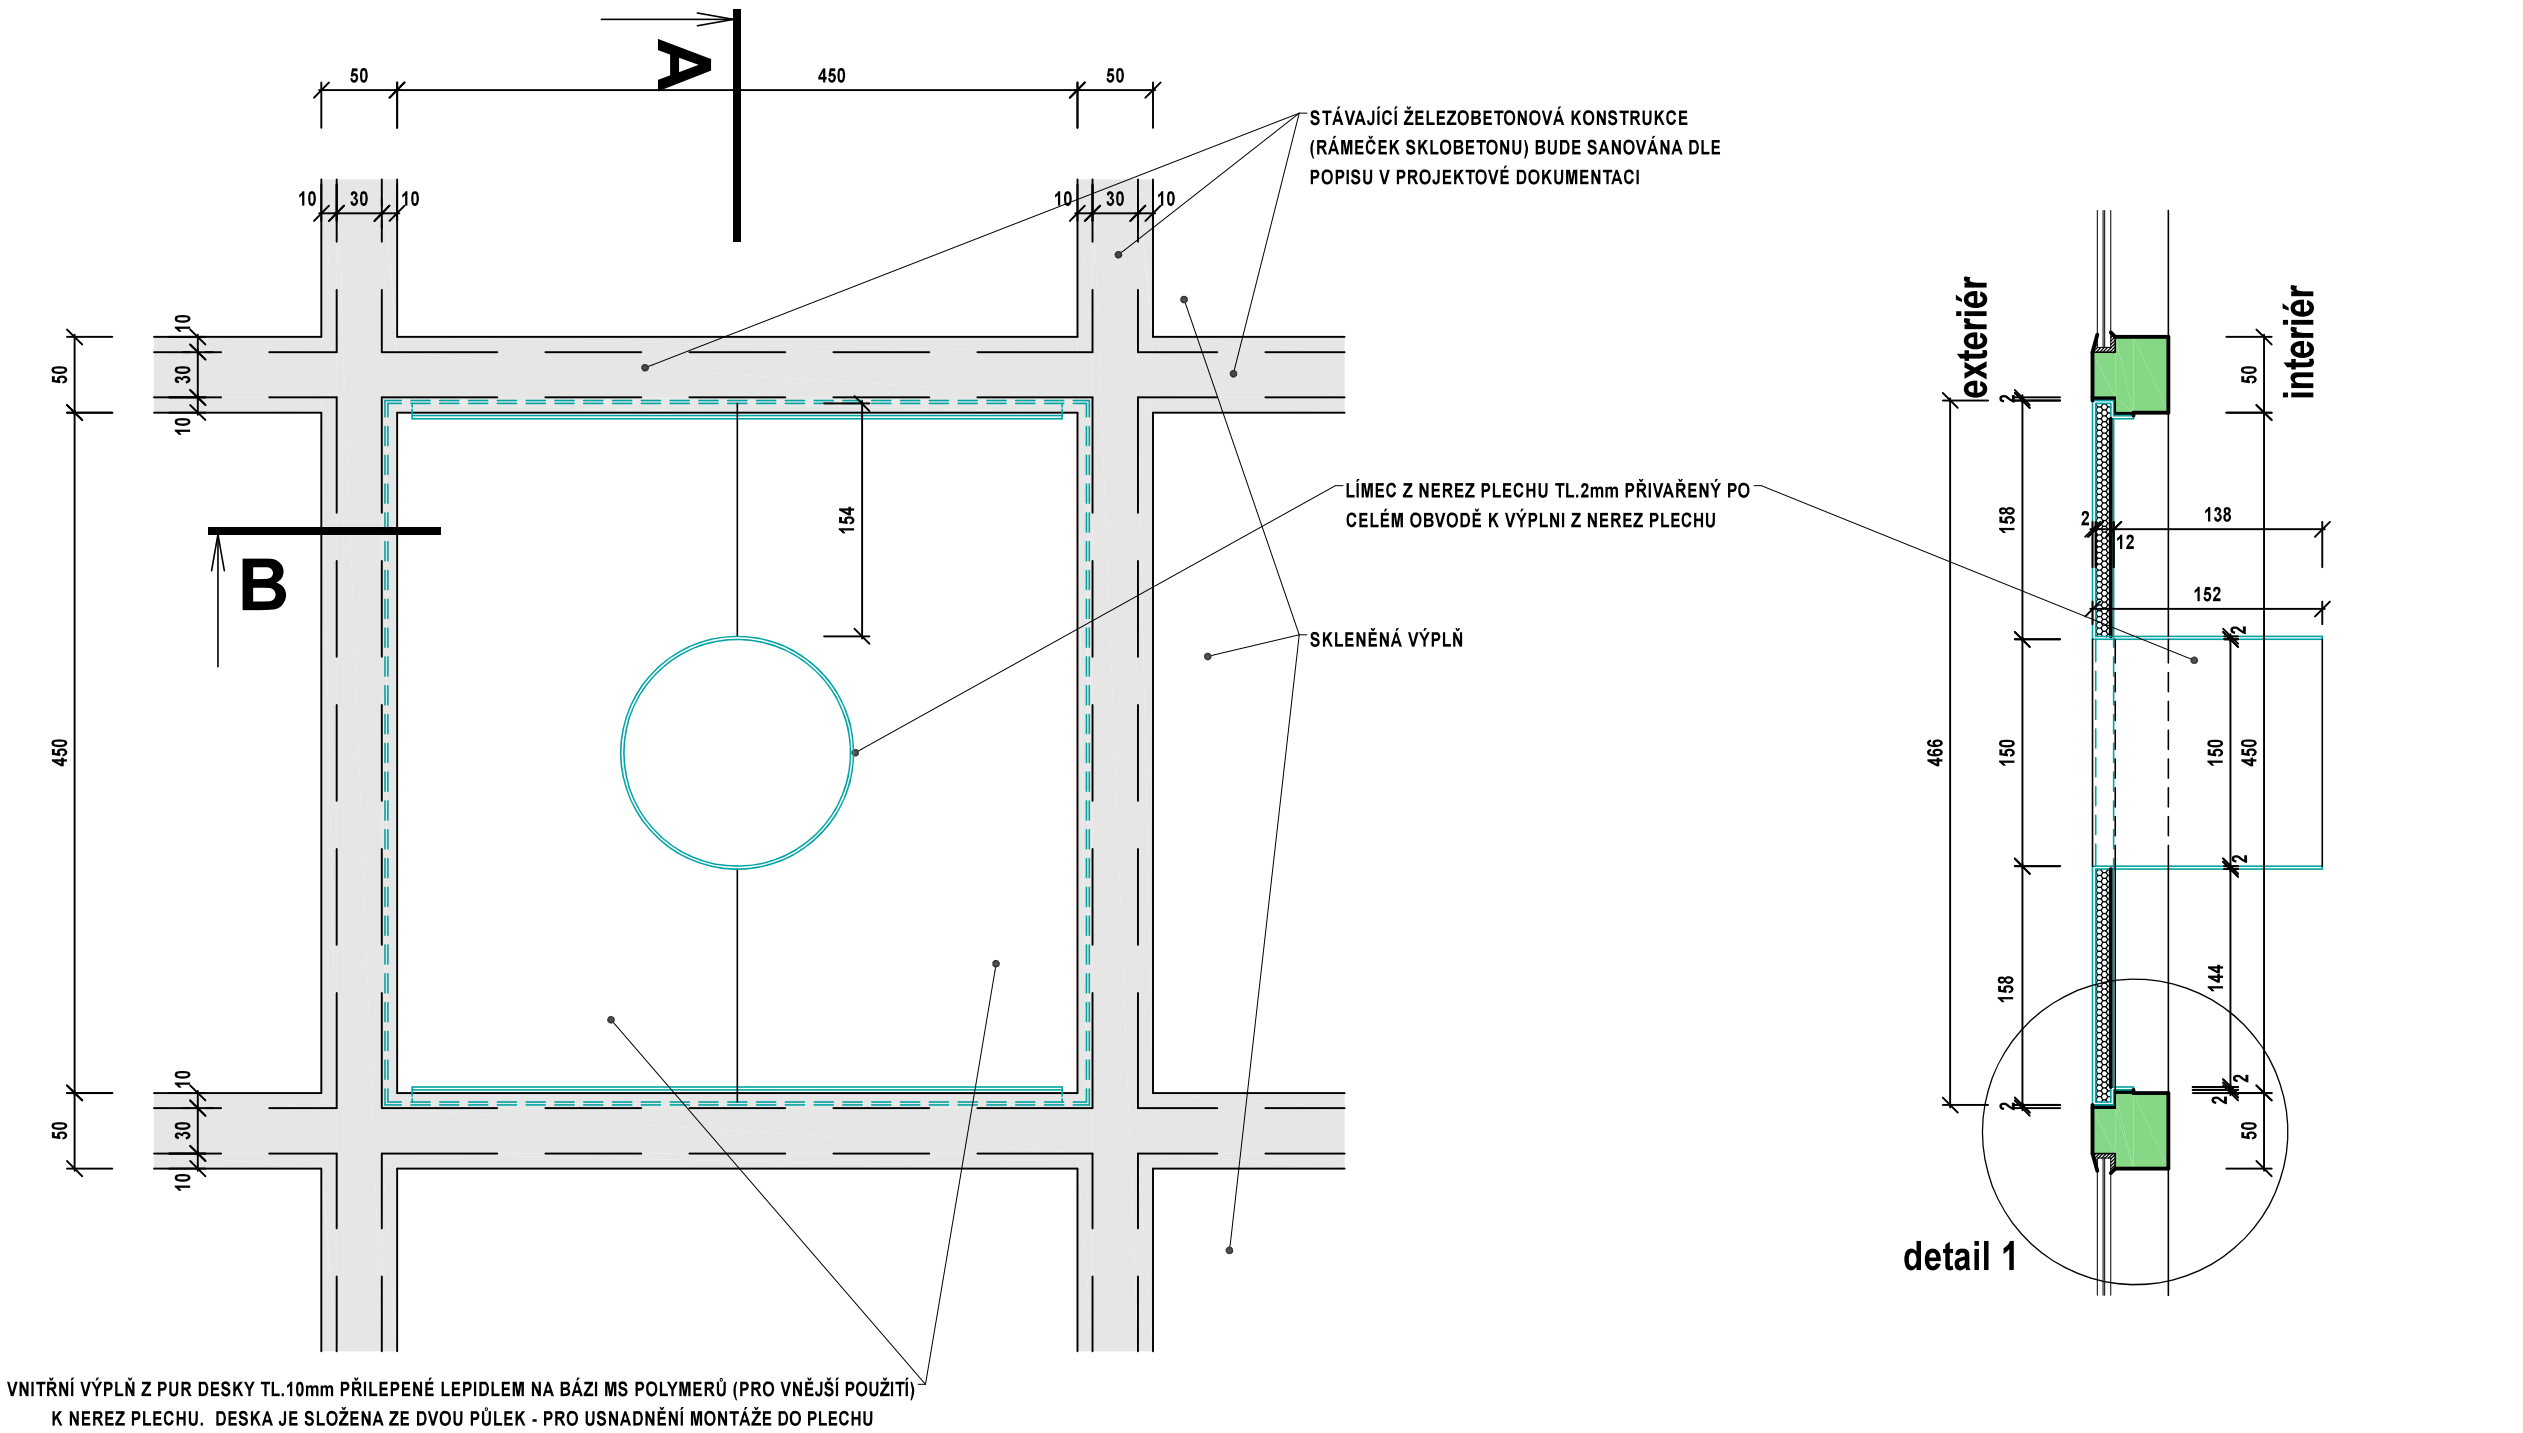 A
50
450
50
STÁVAJÍCÍ ŽELEZOBETONOVÁ KONSTRUKCE
(RÁMEČEK SKLOBETONU) BUDE SANOVÁNA DLE
POPISU V PROJEKTOVÉ DOKUMENTACI
10
30
10
10
30
10
50
10
30
10
B
154
450
10
30
10
50
LÍMEC Z NEREZ PLECHU TL.2mm PŘIVAŘENÝ PO
CELÉM OBVODĚ K VÝPLNI Z NEREZ PLECHU
SKLENĚNÁ VÝPLŇ
exteriér
interiér
50
2
158
2
138
12
152
2
466
150
150
450
2
158
144
2
2
2
50
detail 1
VNITŘNÍ VÝPLŇ Z PUR DESKY TL.10mm PŘILEPENÉ LEPIDLEM NA BÁZI MS POLYMERŮ (PRO VNĚJŠÍ POUŽITÍ)
K NEREZ PLECHU. DESKA JE SLOŽENA ZE DVOU PŮLEK - PRO USNADNĚNÍ MONTÁŽE DO PLECHU